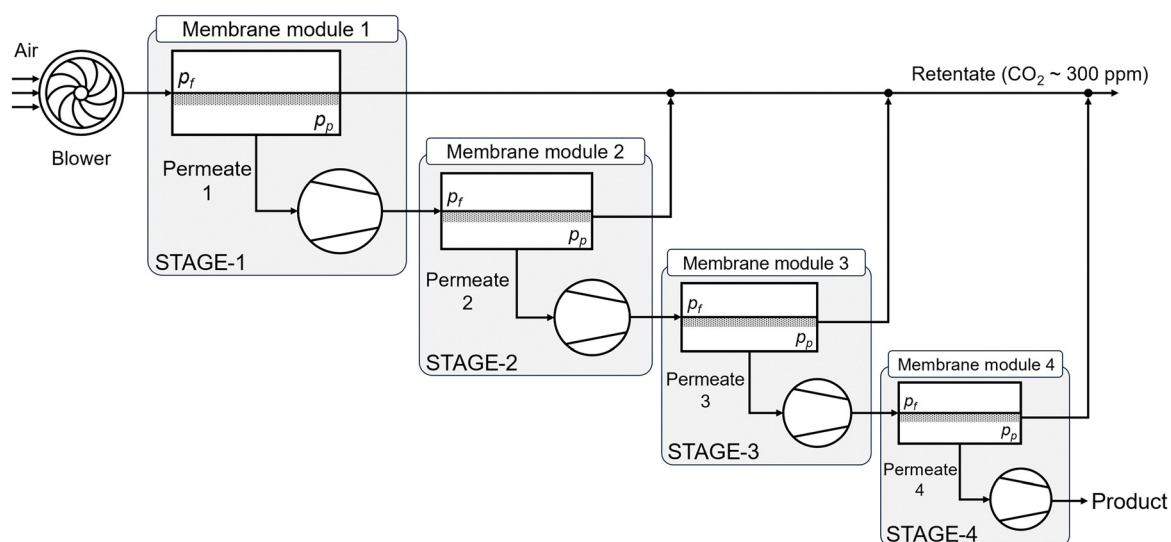 Air
Blower
Membrane module 1
p_f
p_p
Permeate
1
STAGE-1
Retentate (CO₂ ~ 300 ppm)
Membrane module 2
p_f
p_p
Permeate
2
STAGE-2
Membrane module 3
p_f
p_p
Permeate
3
STAGE-3
Membrane module 4
p_f
p_p
Permeate
4
STAGE-4
Product